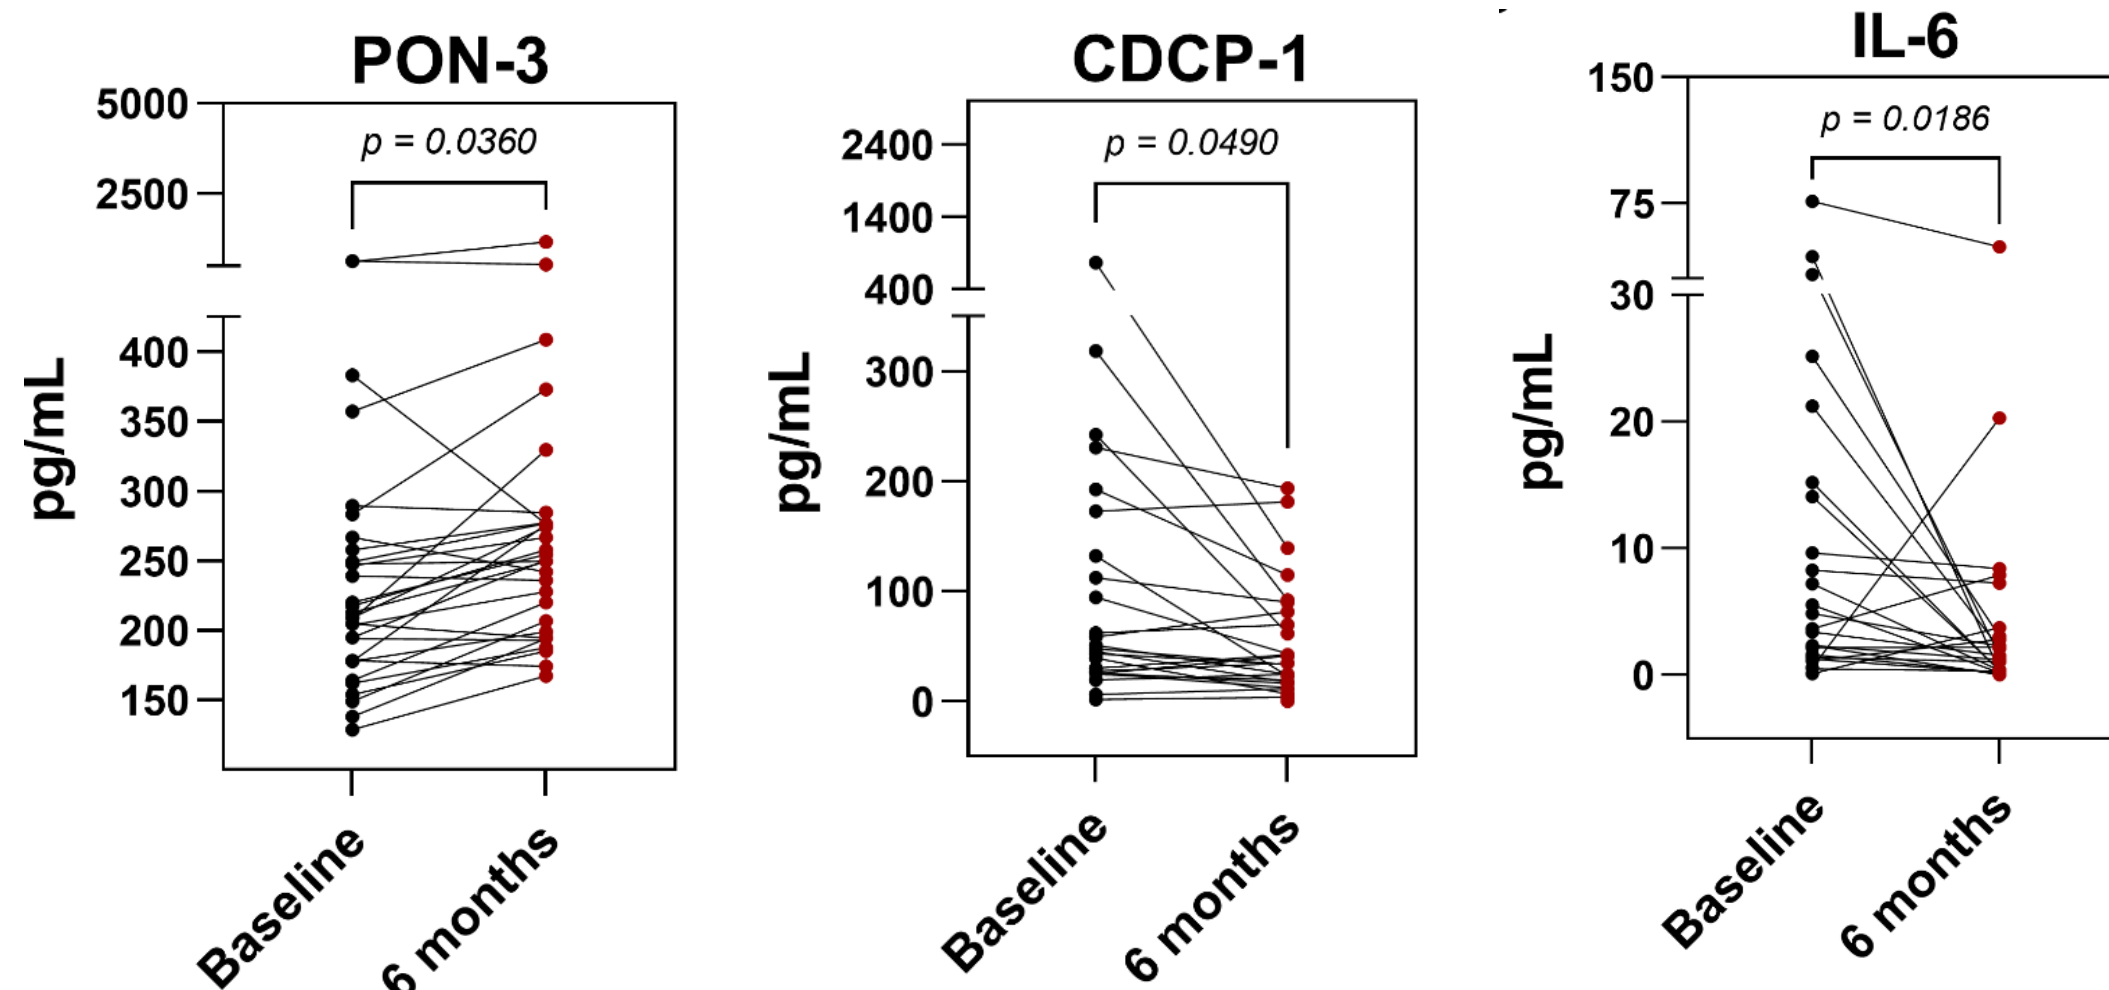 PON-3
5000
p = 0.0360
2500
400
350
300
250
200
150
pg/mL
Baseline
6 months
CDCP-1
2400
p = 0.0490
1400
400
300
200
100
0
pg/mL
Baseline
6 months
IL-6
150
p = 0.0186
75
30
20
10
0
pg/mL
Baseline
6 months